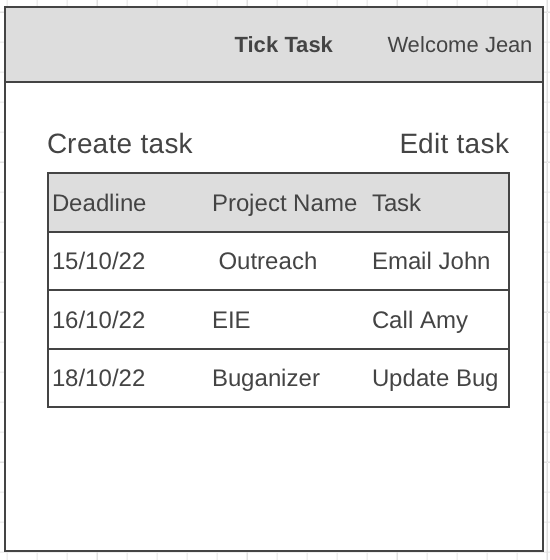 Tick Task Welcome Jean
Create task Edit task
Deadline Project Name Task
15/10/22 Outreach Email John
16/10/22 EIE Call Amy
18/10/22 Buganizer Update Bug